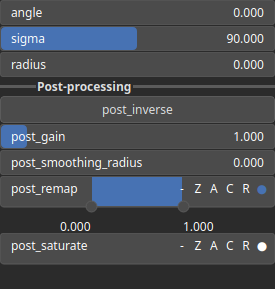 angle 0.000
sigma 90.000
radius 0.000
Post-processing
post_inverse
post_gain 1.000
post_smoothing_radius 0.000
post_remap - Z A C R
0.000 1.000
post_saturate - Z A C R